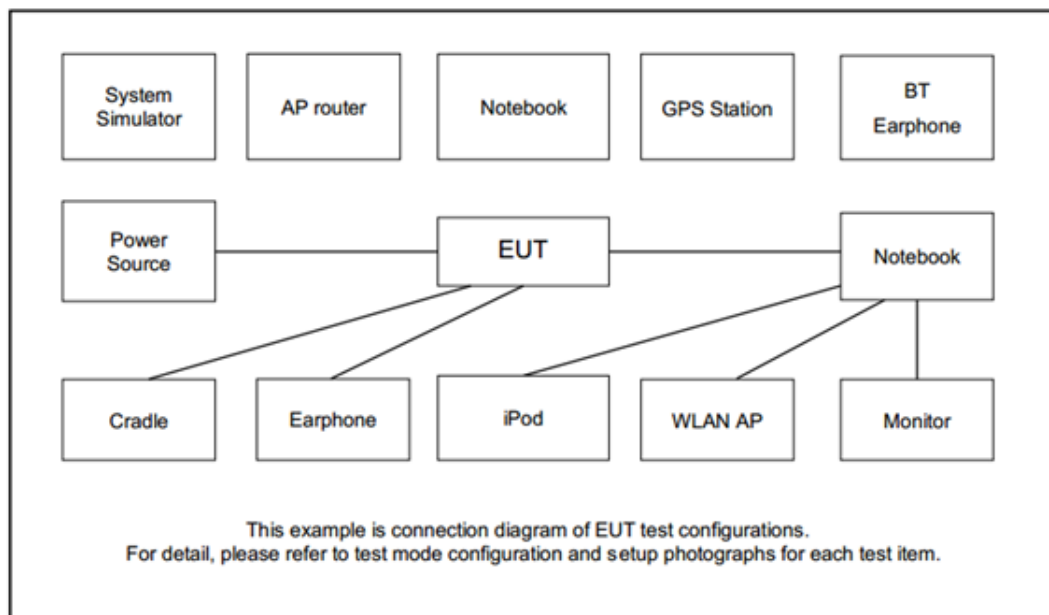 System
Simulator
AP router
Notebook
GPS Station
BT
Earphone
Power
Source
EUT
Notebook
Cradle
Earphone
iPod
WLAN AP
Monitor
This example is connection diagram of EUT test configurations.
For detail, please refer to test mode configuration and setup photographs for each test item.